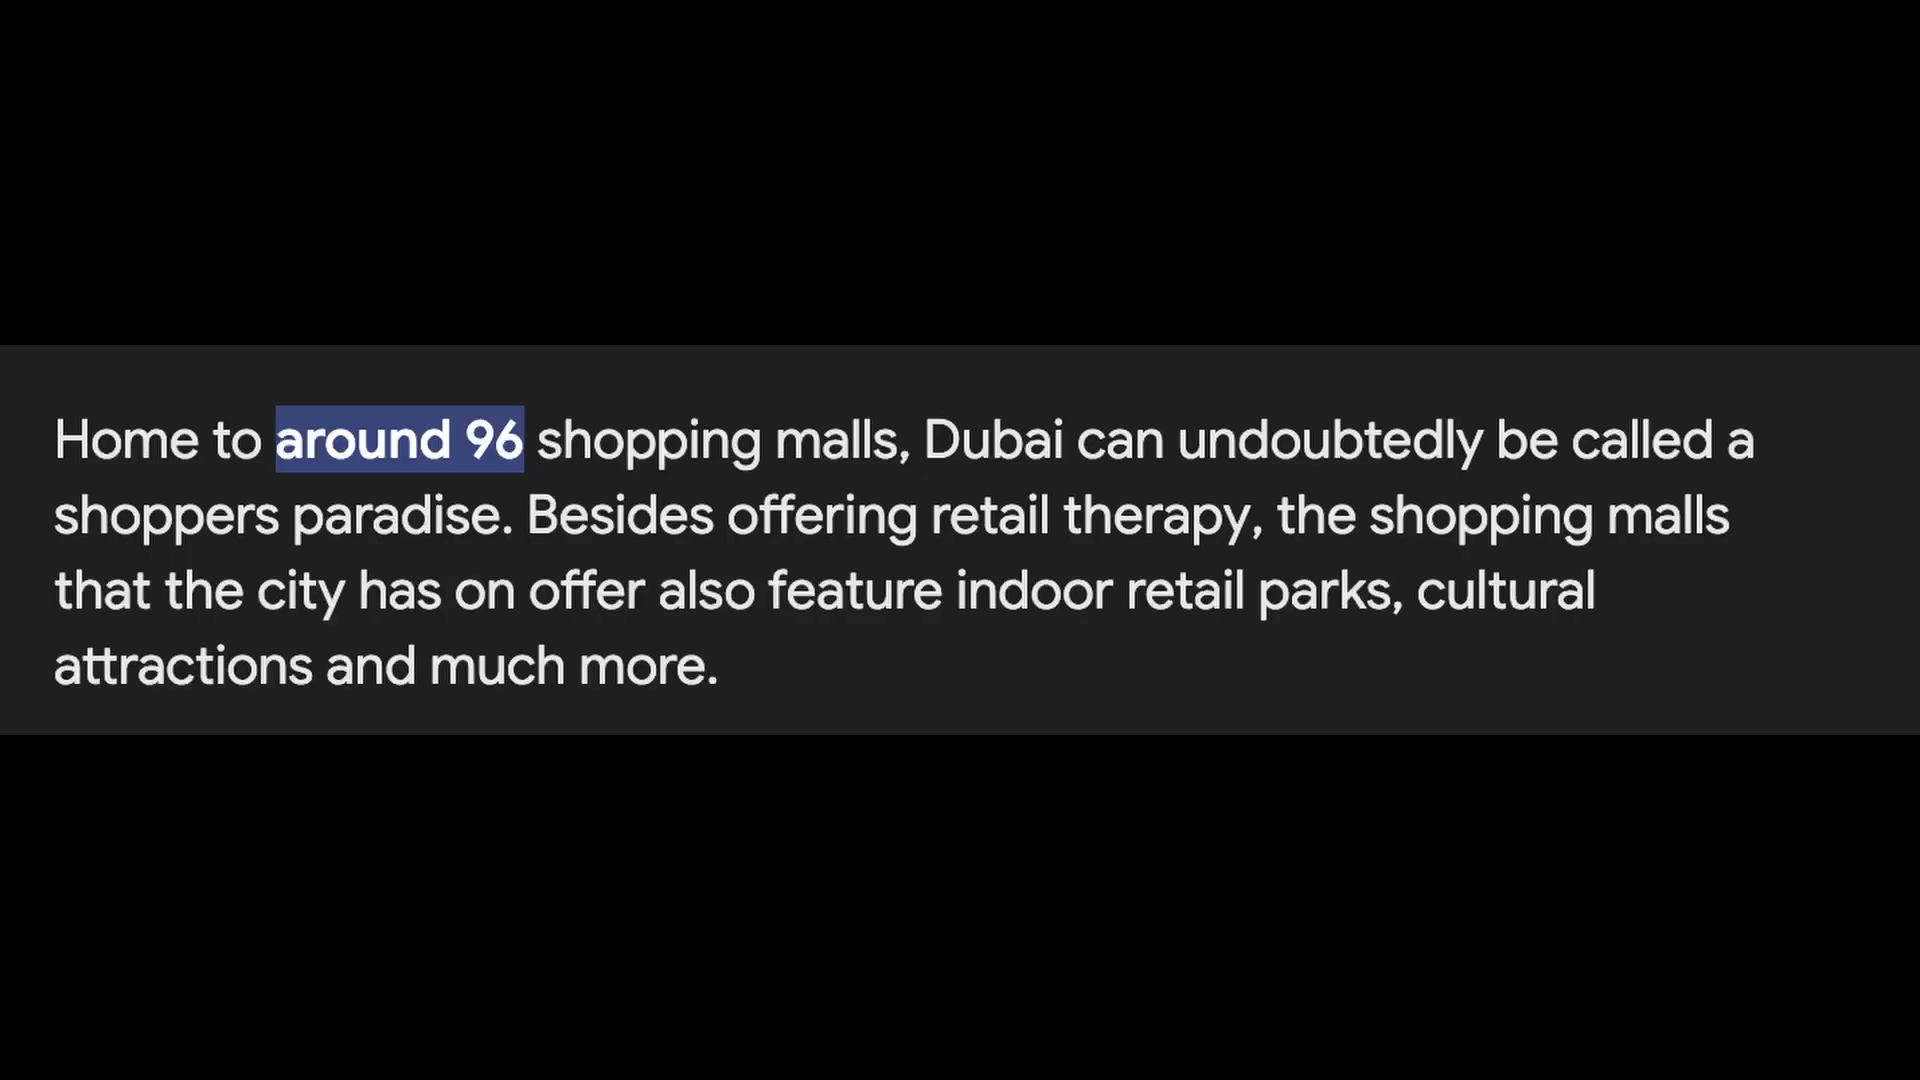 Home to around 96 shopping malls, Dubai can undoubtedly be called a
shoppers paradise. Besides offering retail therapy, the shopping malls
that the city has on offer also feature indoor retail parks, cultural
attractions and much more.